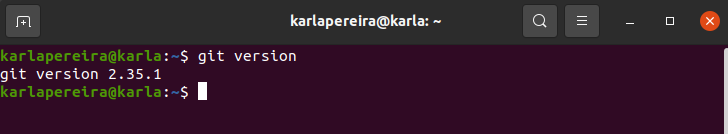 karlapereira@karla: ~
karlapereira@karla:~$ git version
git version 2.35.1
karlapereira@karla:~$